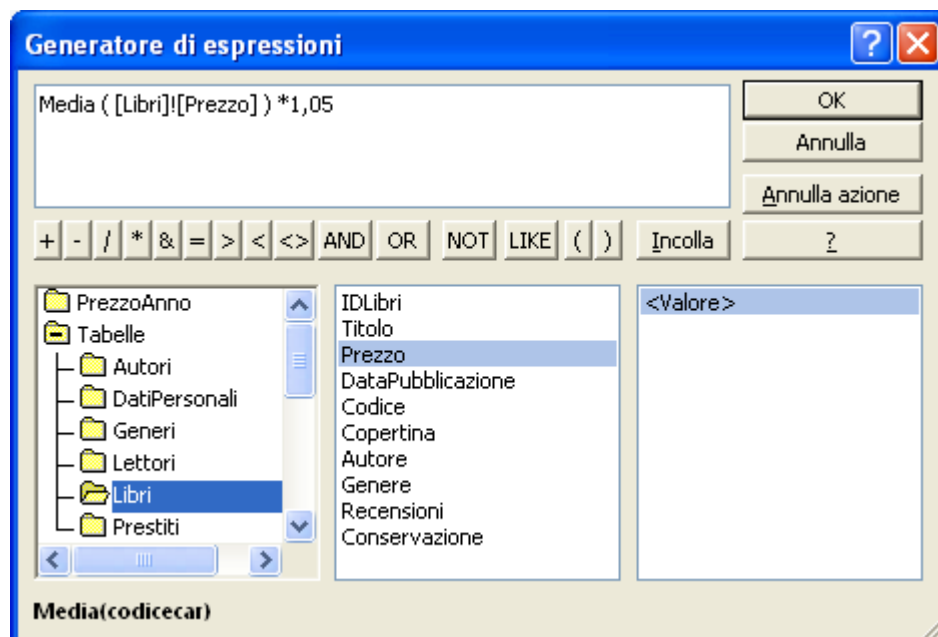 Generatore di espressioni
?
Media ( [Libri]![Prezzo] ) *1,05
OK
Annulla
Annulla azione
+ - / * & = > < <> AND OR NOT LIKE ( ) Incolla ?
PrezzoAnno
Tabelle
Autori
DatiPersonali
Generi
Lettori
Libri
Prestiti
IDLibri
Titolo
Prezzo
DataPubblicazione
Codice
Copertina
Autore
Genere
Recensioni
Conservazione
<Valore>
Media(codicecar)